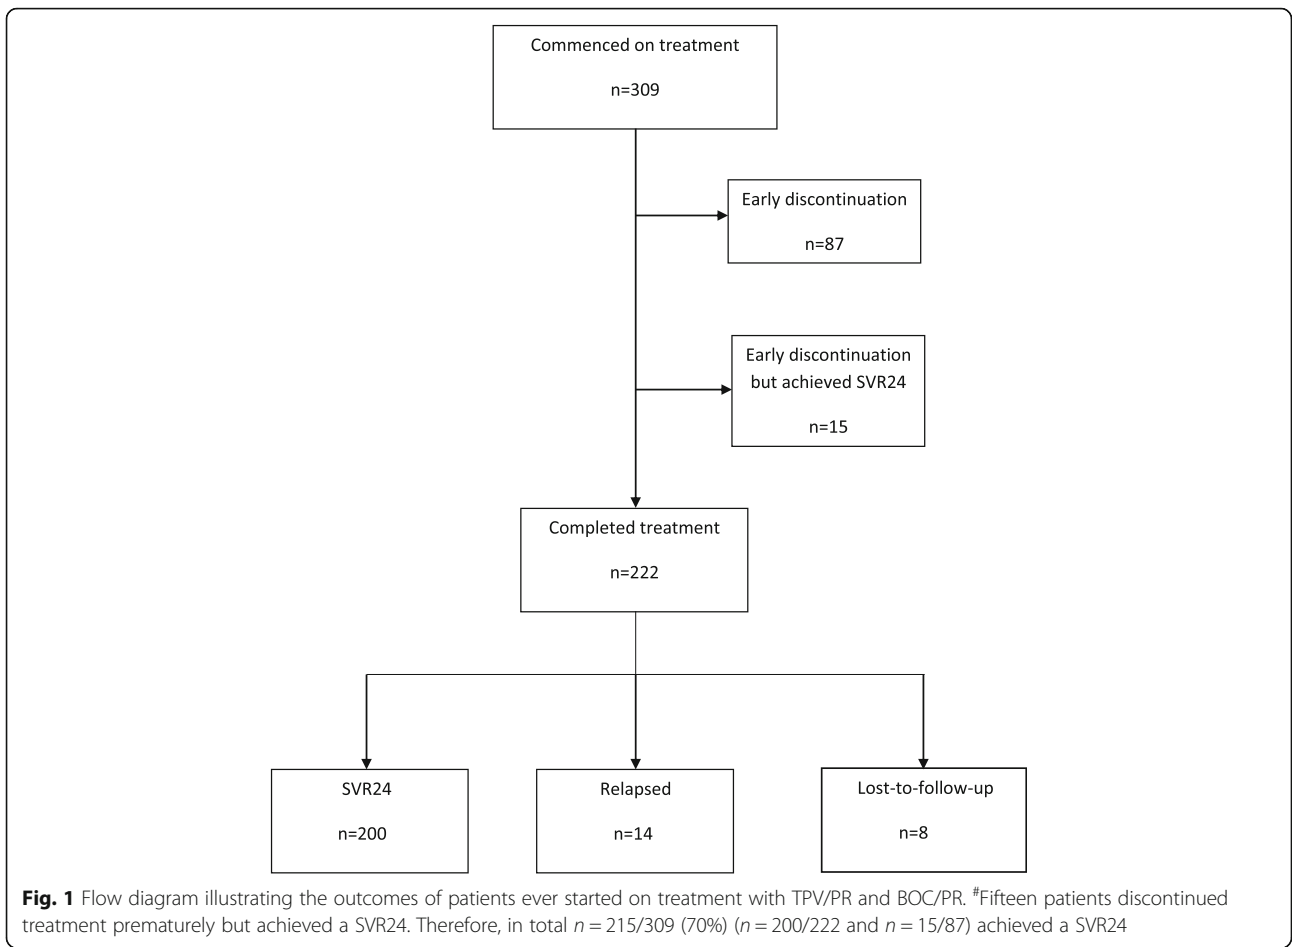 Commenced on treatment
n=309
Early discontinuation
n=87
Early discontinuation
but achieved SVR24
n=15
Completed treatment
n=222
SVR24
n=200
Relapsed
n=14
Lost-to-follow-up
n=8
Fig. 1 Flow diagram illustrating the outcomes of patients ever started on treatment with TPV/PR and BOC/PR. #Fifteen patients discontinued
treatment prematurely but achieved a SVR24. Therefore, in total n = 215/309 (70%) (n = 200/222 and n = 15/87) achieved a SVR24